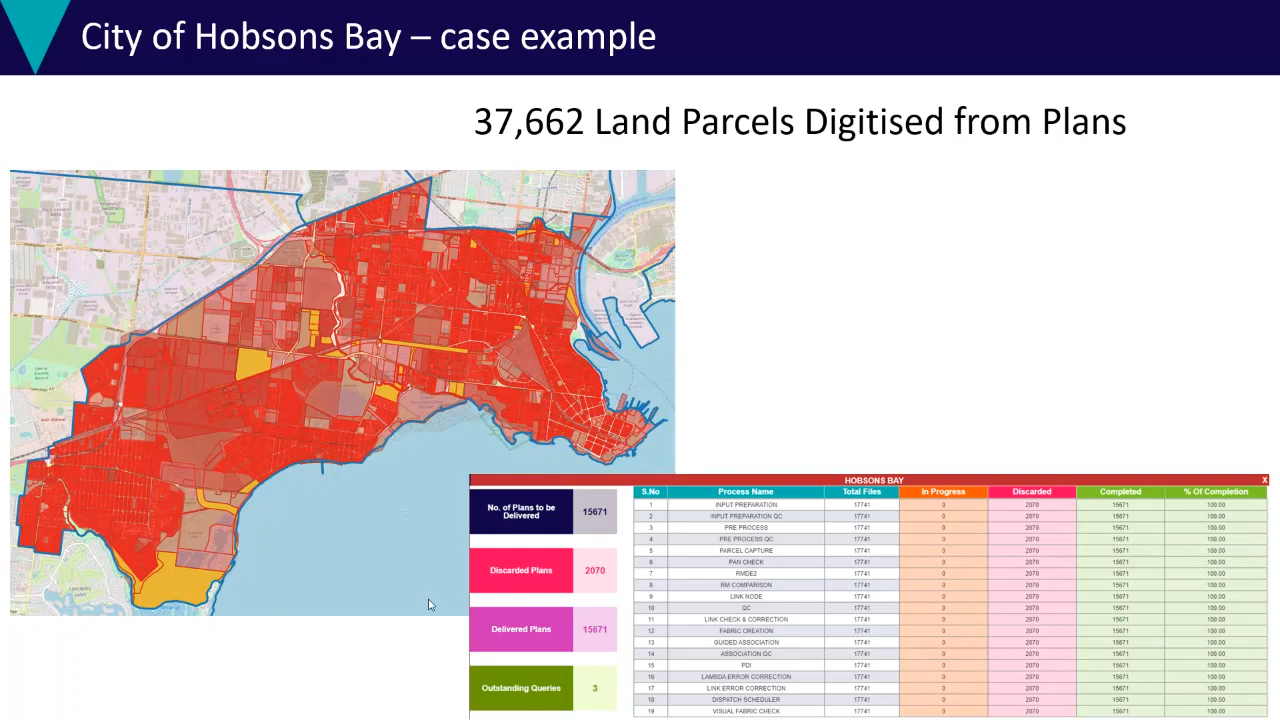 City of Hobsons Bay – case example
37,662 Land Parcels Digitised from Plans
HOBSONS BAY X
No. of Plans to be
Delivered
15671
Discarded Plans 2070
Delivered Plans 15671
Outstanding Queries 3
S.No Process Name Total Files In Progress Discarded Completed % Of Completion
1 INPUT PREPARATION 17741 0 2070 15671 100.00
2 INPUT PREPARATION QC 17741 0 2070 15671 100.00
3 PRE PROCESS 17741 0 2070 15671 100.00
4 PRE PROCESS QC 17741 0 2070 15671 100.00
5 PARCEL CAPTURE 17741 0 2070 15671 100.00
6 PAN CHECK 17741 0 2070 15671 100.00
7 RMDE2 17741 0 2070 15671 100.00
8 RM COMPARISON 17741 0 2070 15671 100.00
9 LINK NODE 17741 0 2070 15671 100.00
10 QC 17741 0 2070 15671 100.00
11 LINK CHECK & CORRECTION 17741 0 2070 15671 100.00
12 FABRIC CREATION 17741 0 2070 15671 100.00
13 GUIDED ASSOCIATION 17741 0 2070 15671 100.00
14 ASSOCIATION QC 17741 0 2070 15671 100.00
15 PDI 17741 0 2070 15671 100.00
16 LAMBDA ERROR CORRECTION 17741 0 2070 15671 100.00
17 LINK ERROR CORRECTION 17741 0 2070 15671 100.00
18 DISPATCH SCHEDULER 17741 0 2070 15671 100.00
19 VISUAL FABRIC CHECK 17741 0 2070 15671 100.00